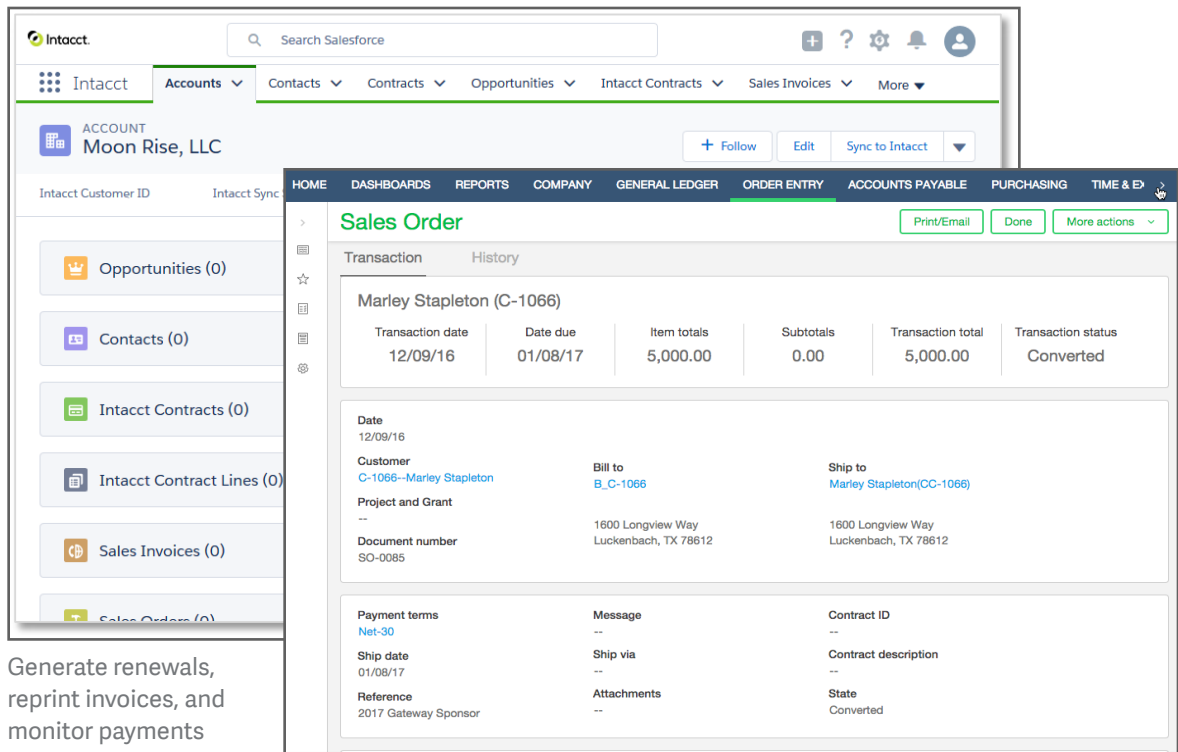 Intacct.
Search Salesforce
Intacct Accounts Contacts Contracts Opportunities Intacct Contracts Sales Invoices More
ACCOUNT
Moon Rise, LLC
+ Follow Edit Sync to Intacct
Intacct Customer ID Intacct Sync
Opportunities (0)
Contacts (0)
Intacct Contracts (0)
Intacct Contract Lines (0)
Sales Invoices (0)
Sales Orders (0)
Generate renewals,
reprint invoices, and
monitor payments
HOME DASHBOARDS REPORTS COMPANY GENERAL LEDGER ORDER ENTRY ACCOUNTS PAYABLE PURCHASING TIME & EX
Sales Order
Print/Email Done More actions
Transaction History
Marley Stapleton (C-1066)
Transaction date Date due Item totals Subtotals Transaction total Transaction status
12/09/16 01/08/17 5,000.00 0.00 5,000.00 Converted
Date
12/09/16
Customer
C-1066--Marley Stapleton
Project and Grant
--
Document number
SO-0085
Bill to
B_C-1066
1600 Longview Way
Luckenbach, TX 78612
Ship to
Marley Stapleton(CC-1066)
1600 Longview Way
Luckenbach, TX 78612
Payment terms
Net-30
Ship date
01/08/17
Reference
2017 Gateway Sponsor
Message
--
Ship via
--
Attachments
--
Contract ID
--
Contract description
--
State
Converted